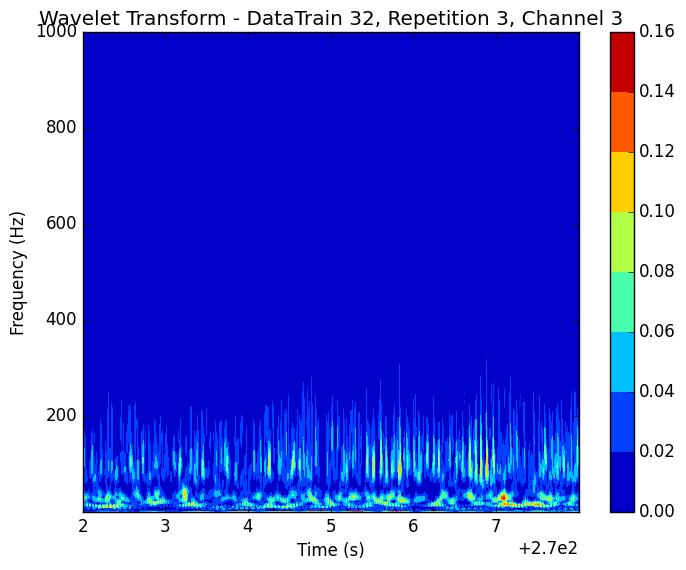 Wavelet Transform - DataTrain 32, Repetition 3, Channel 3
1000
800
600
400
200
Frequency (Hz)
2 3 4 5 6 7
Time (s)
+2.7e2
0.16
0.14
0.12
0.10
0.08
0.06
0.04
0.02
0.00